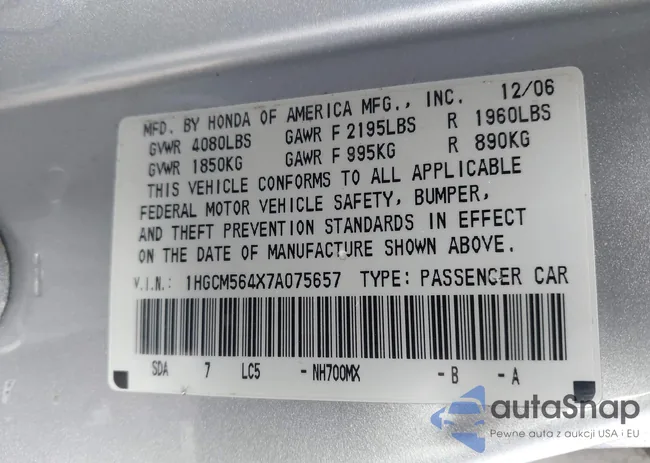 MFD. BY HONDA OF AMERICA MFG., INC. 12/06
GVWR 4080LBS GAWR F 2195LBS R 1960LBS
GVWR 1850KG GAWR F 995KG R 890KG
THIS VEHICLE CONFORMS TO ALL APPLICABLE
FEDERAL MOTOR VEHICLE SAFETY, BUMPER,
AND THEFT PREVENTION STANDARDS IN EFFECT
ON THE DATE OF MANUFACTURE SHOWN ABOVE.
V.I.N.: 1HGCM564X7A075657 TYPE: PASSENGER CAR
SDA 7 LC5 -NH700MX -B -A
autaSnap
Pewne auta z aukcji USA i EU